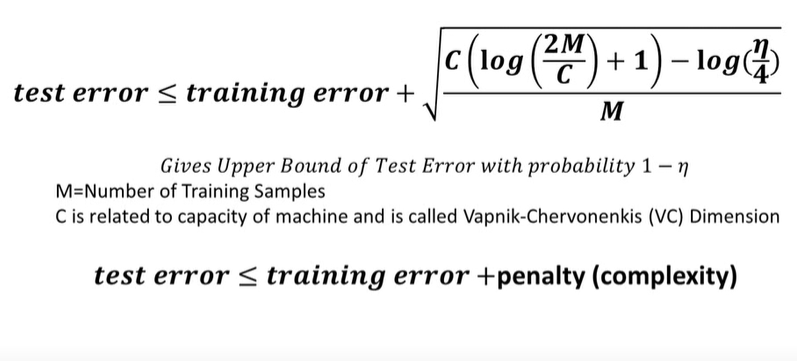 test error ≤ training error + √((C(log(2M/C) + 1) − log(η/4))/M)
Gives Upper Bound of Test Error with probability 1 − η
M=Number of Training Samples
C is related to capacity of machine and is called Vapnik-Chervonenkis (VC) Dimension
test error ≤ training error +penalty (complexity)